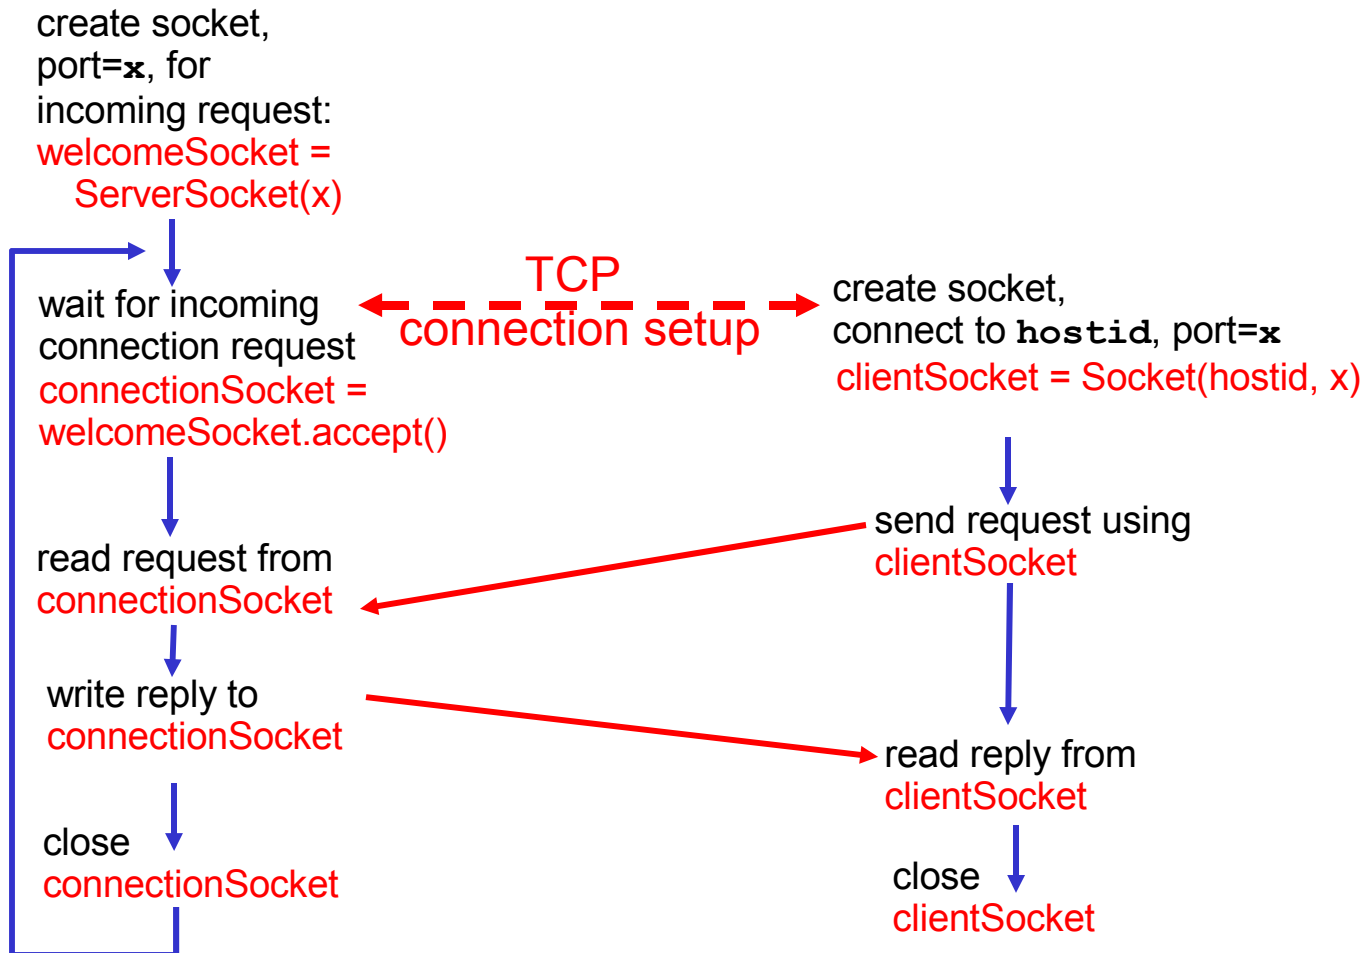 create socket,
port=x, for
incoming request:
welcomeSocket =
ServerSocket(x)
TCP
connection setup
wait for incoming
connection request
connectionSocket =
welcomeSocket.accept()
create socket,
connect to hostid, port=x
clientSocket = Socket(hostid, x)
send request using
clientSocket
read request from
connectionSocket
write reply to
connectionSocket
read reply from
clientSocket
close
connectionSocket
close
clientSocket